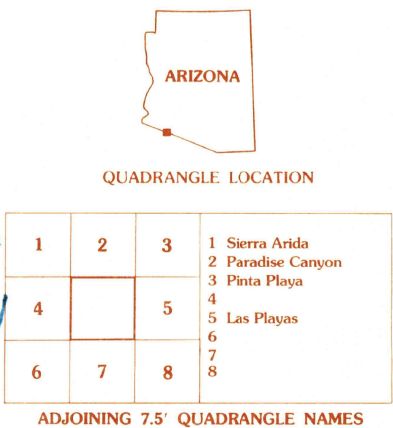 ARIZONA
QUADRANGLE LOCATION
1 2 3
4 5
6 7 8
1 Sierra Arida
2 Paradise Canyon
3 Pinta Playa
4
5 Las Playas
6
7
8
ADJOINING 7.5' QUADRANGLE NAMES